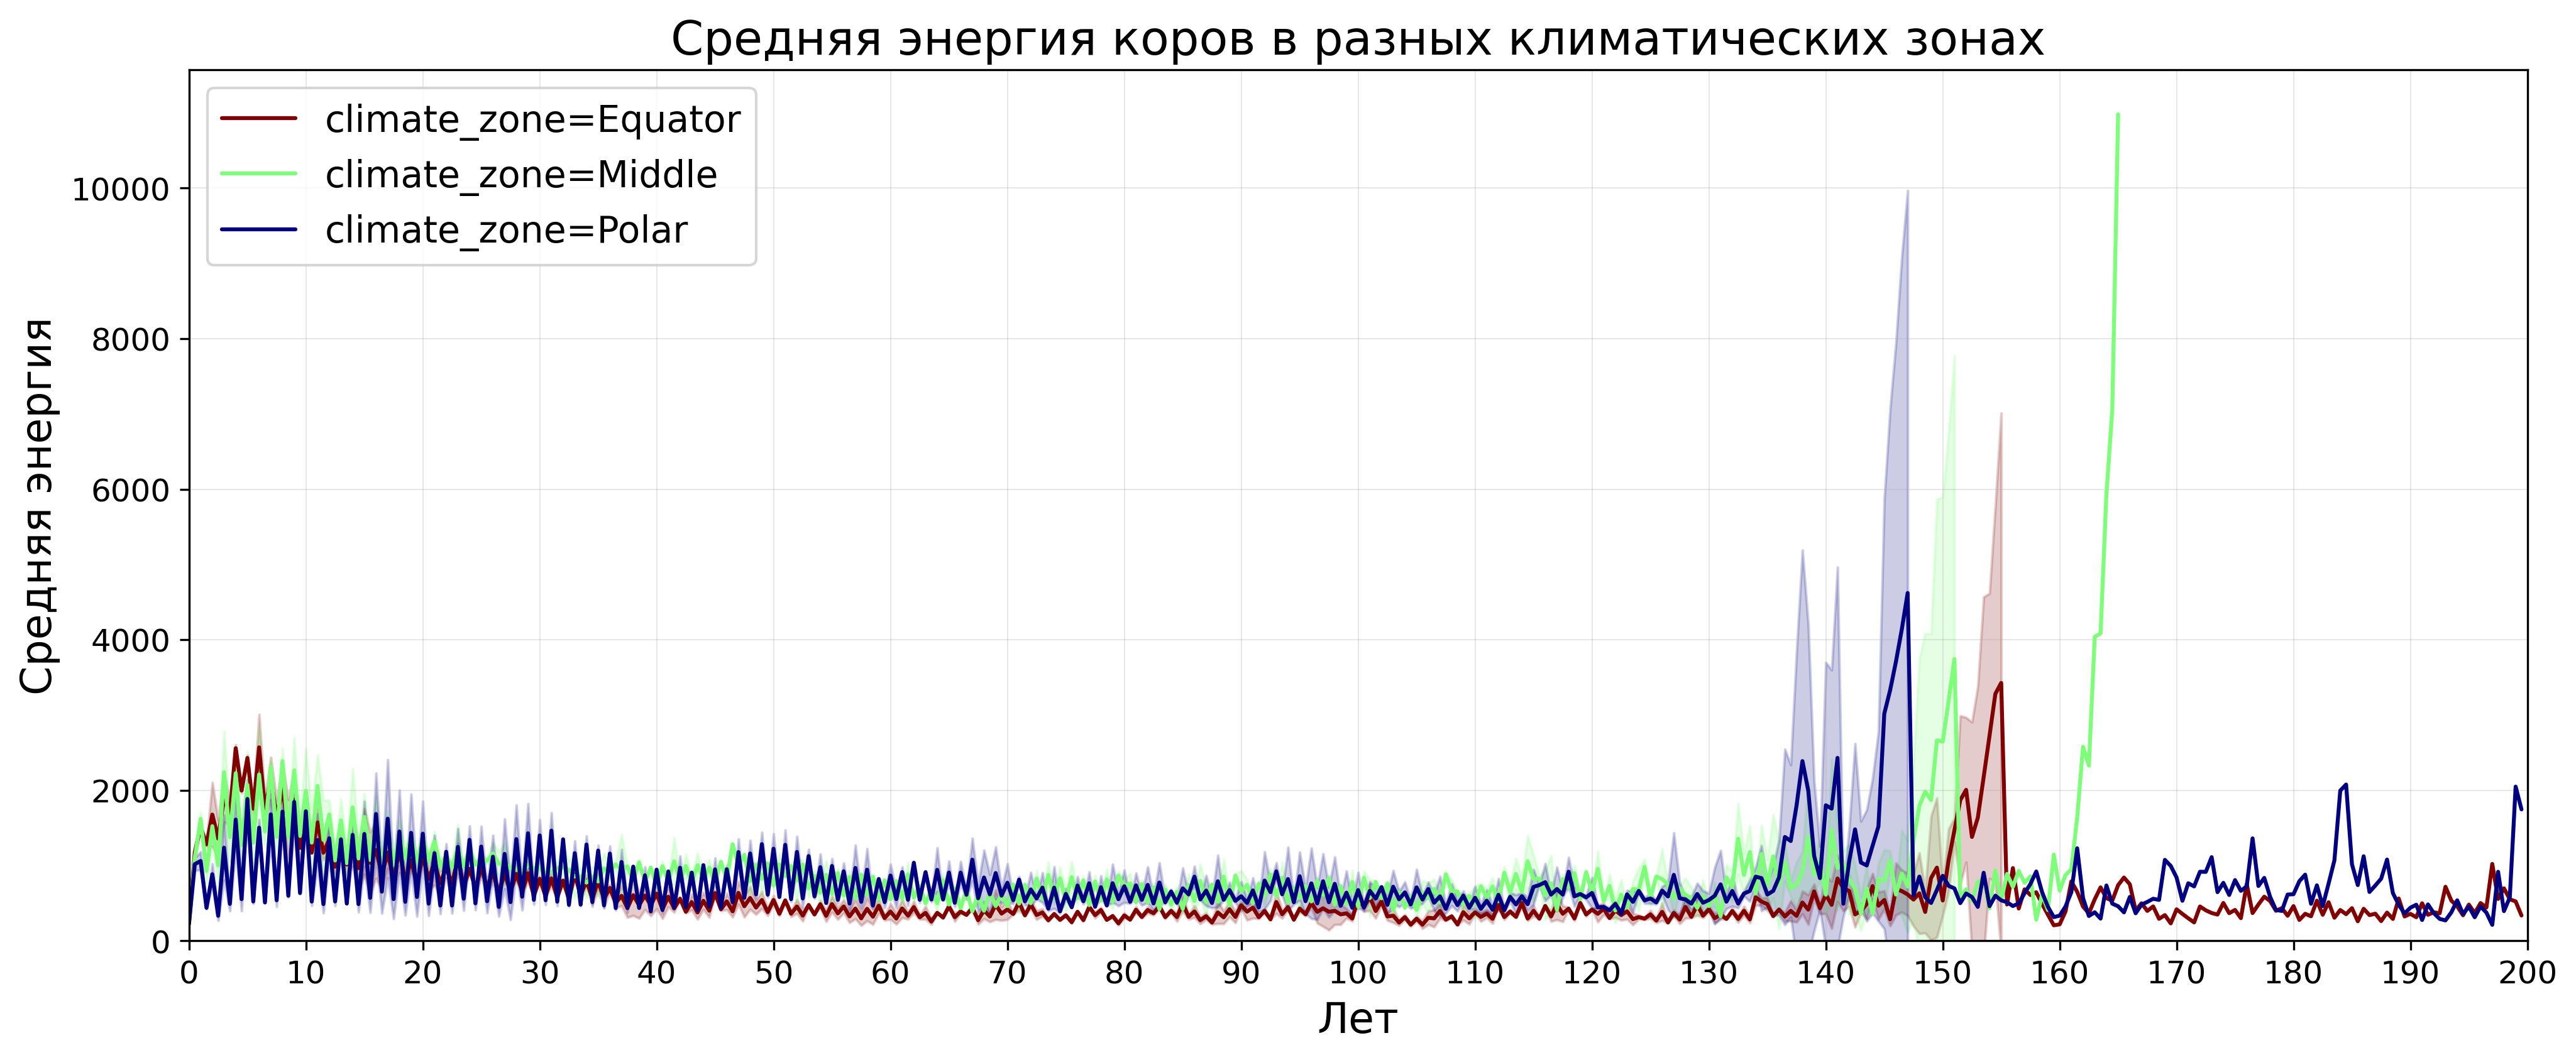 Средняя энергия коров в разных климатических зонах
climate_zone=Equator
climate_zone=Middle
climate_zone=Polar
Средняя энергия
10000
8000
6000
4000
2000
0
0 10 20 30 40 50 60 70 80 90 100 110 120 130 140 150 160 170 180 190 200
Лет